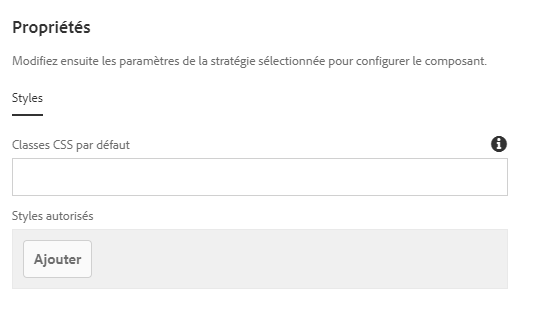 Propriétés
Modifiez ensuite les paramètres de la stratégie sélectionnée pour configurer le composant.
Styles
Classes CSS par défaut
Styles autorisés
Ajouter